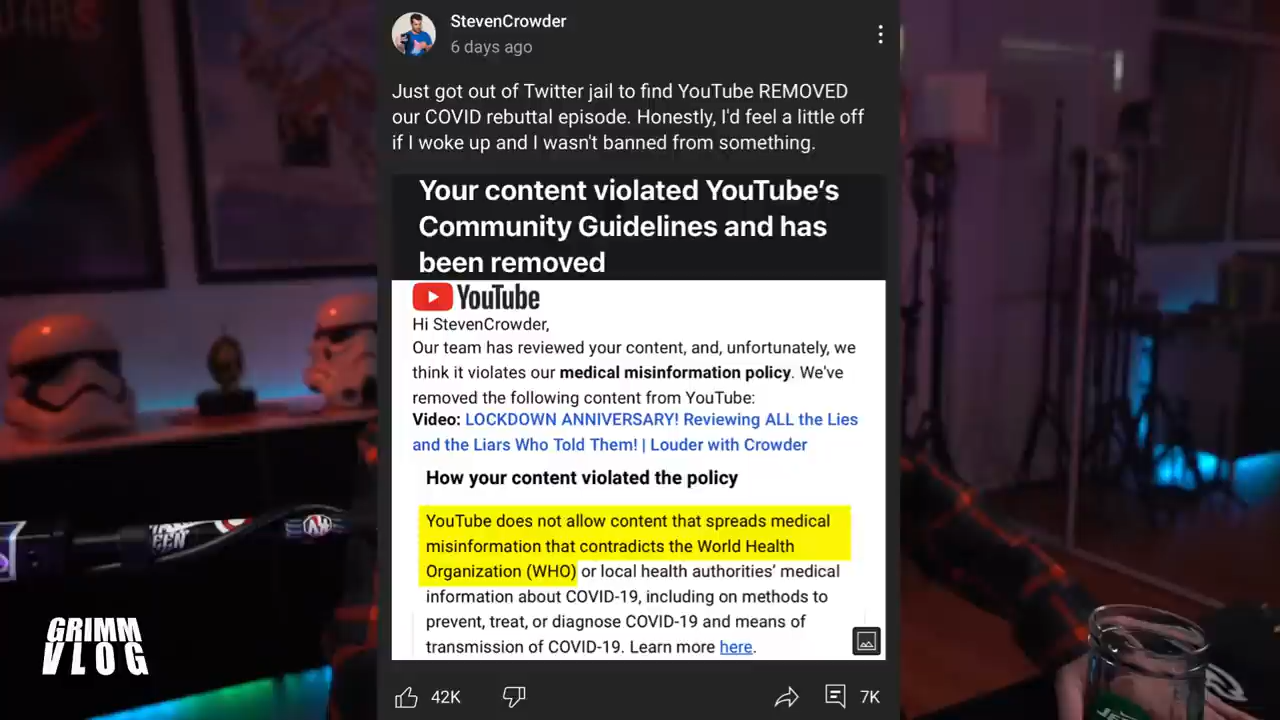 StevenCrowder
6 days ago
Just got out of Twitter jail to find YouTube REMOVED
our COVID rebuttal episode. Honestly, I'd feel a little off
if I woke up and I wasn't banned from something.
Your content violated YouTube's
Community Guidelines and has
been removed
YouTube
Hi StevenCrowder,
Our team has reviewed your content, and, unfortunately, we
think it violates our medical misinformation policy. We've
removed the following content from YouTube:
Video: LOCKDOWN ANNIVERSARY! Reviewing ALL the Lies
and the Liars Who Told Them! | Louder with Crowder
How your content violated the policy
YouTube does not allow content that spreads medical
misinformation that contradicts the World Health
Organization (WHO) or local health authorities' medical
information about COVID-19, including on methods to
prevent, treat, or diagnose COVID-19 and means of
transmission of COVID-19. Learn more here.
42K
7K
GRIMM
VLOG